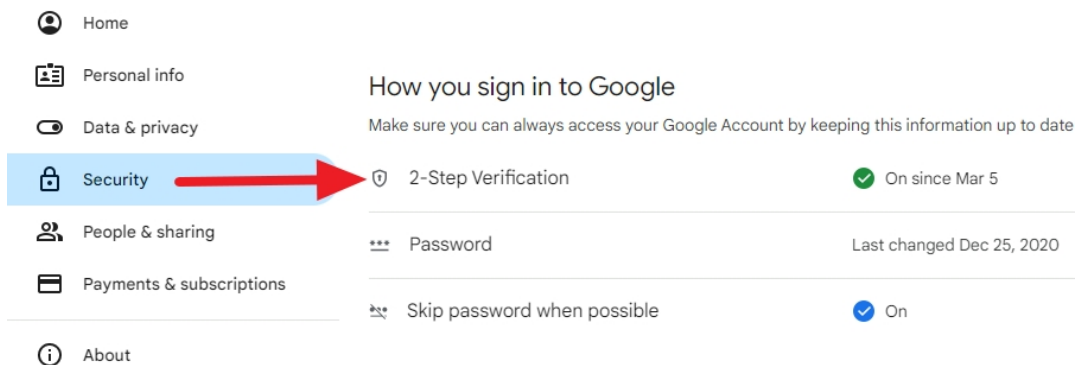 Home
Personal info
Data & privacy
Security
People & sharing
Payments & subscriptions
About
How you sign in to Google
Make sure you can always access your Google Account by keeping this information up to date
2-Step Verification
On since Mar 5
Password
Last changed Dec 25, 2020
Skip password when possible
On